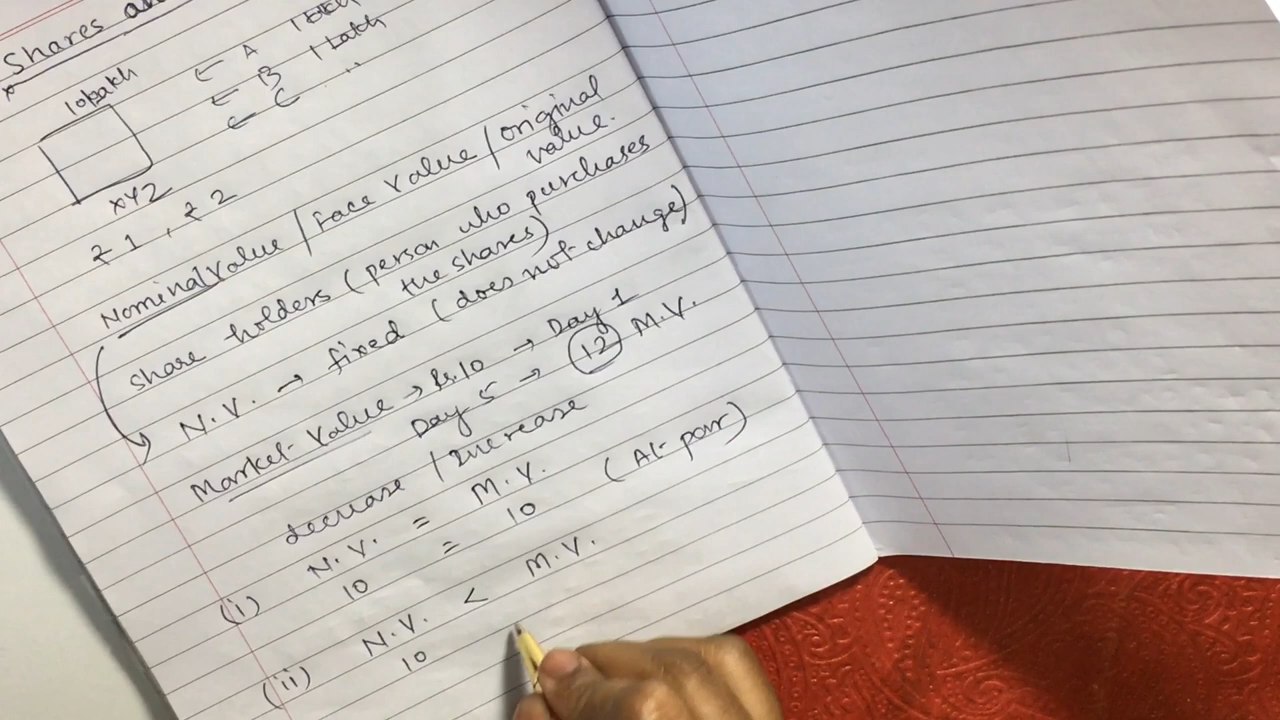 Shares
10 lakh
← A 1 lakh
← B 1 lakh
← C "
XYZ
₹ 1 , ₹ 2
Nominal Value / Face Value / original value.
share holders (person who purchases the shares)
N.V. → fixed (does not change)
Market Value → Rs.10 → Day 1
Day 5 → 12 M.V.
decrease / Increase
(i) N.V. = M.V.
10 = 10 (At par)
(ii) N.V. < M.V.
10